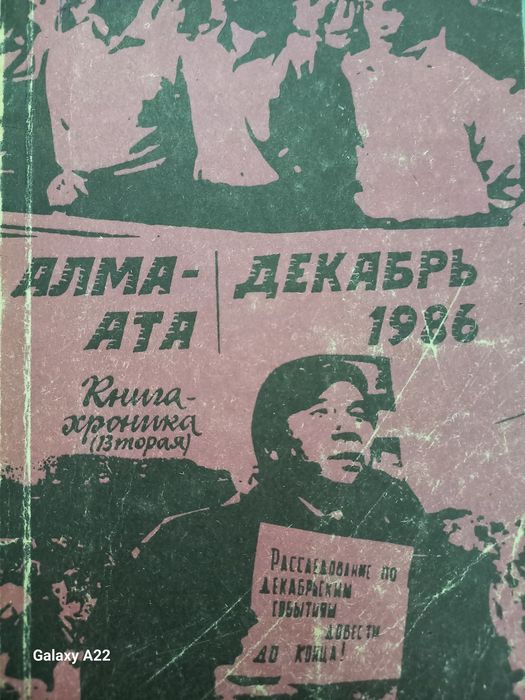 АЛМА-
АТА
ДЕКАБРЬ
1986
Книга-
хроника
(Вторая)
Расследование по
декабрьским
событиям
довести
до конца!
Galaxy A22